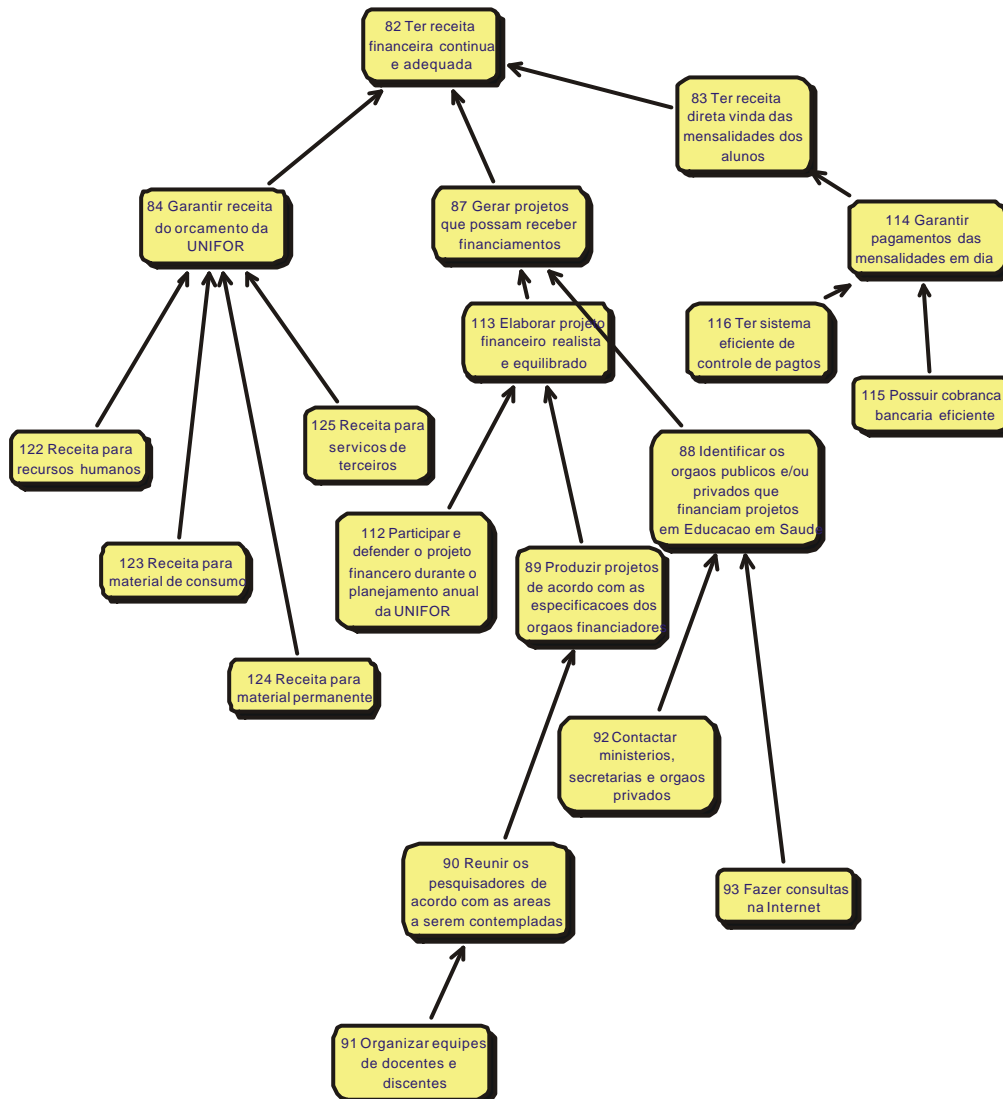 82 Ter receita
financeira continua
e adequada
83 Ter receita
direta vinda das
mensalidades dos
alunos
84 Garantir receita
do orcamento da
UNIFOR
87 Gerar projetos
que possam receber
financiamentos
114 Garantir
pagamentos das
mensalidades em dia
113 Elaborar projeto
financeiro realista
e equilibrado
116 Ter sistema
eficiente de
controle de pagtos
115 Possuir cobranca
bancaria eficiente
122 Receita para
recursos humanos
125 Receita para
servicos de
terceiros
88 Identificar os
orgaos publicos e/ou
privados que
financiam projetos
em Educacao em Saude
123 Receita para
material de consumo
112 Participar e
defender o projeto
financero durante o
planejamento anual
da UNIFOR
89 Produzir projetos
de acordo com as
especificacoes dos
orgaos financiadores
124 Receita para
material permanente
92 Contactar
ministerios,
secretarias e orgaos
privados
90 Reunir os
pesquisadores de
acordo com as areas
a serem contempladas
93 Fazer consultas
na Internet
91 Organizar equipes
de docentes e
discentes